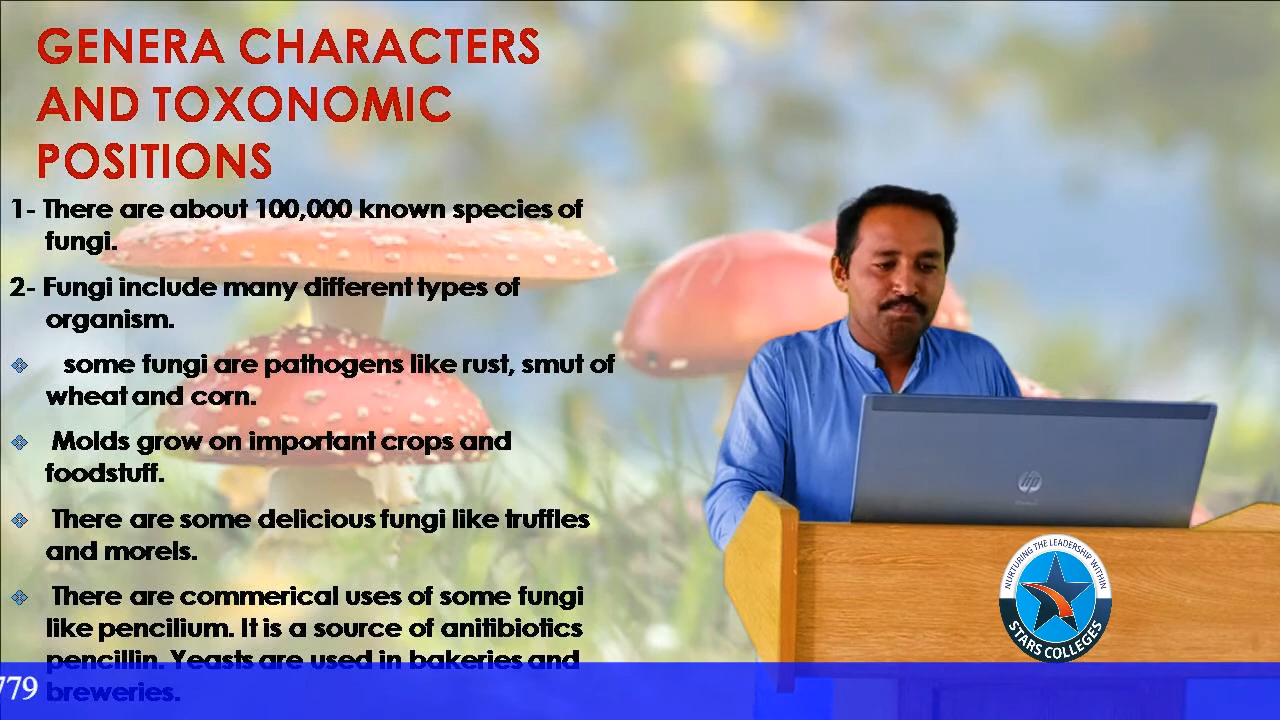 GENERA CHARACTERS
AND TOXONOMIC
POSITIONS
1- There are about 100,000 known species of
fungi.
2- Fungi include many different types of
organism.
some fungi are pathogens like rust, smut of
wheat and corn.
Molds grow on important crops and
foodstuff.
There are some delicious fungi like truffles
and morels.
There are commerical uses of some fungi
like pencilium. It is a source of anitibiotics
pencillin. Yeasts are used in bakeries and
breweries.
779
hp
NURTURING THE LEADERSHIP WITHIN
STARS COLLEGES